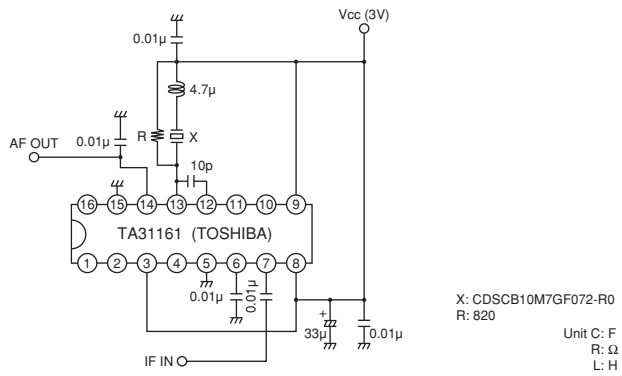 Vcc (3V)
0.01µ
4.7µ
0.01µ
R
X
AF OUT
10p
16 15 14 13 12 11 10 9
TA31161 (TOSHIBA)
1 2 3 4 5 6 7 8
0.01µ
0.01µ
+
33µ
0.01µ
IF IN
X: CDSCB10M7GF072-R0
R: 820
Unit C: F
R: Ω
L: H